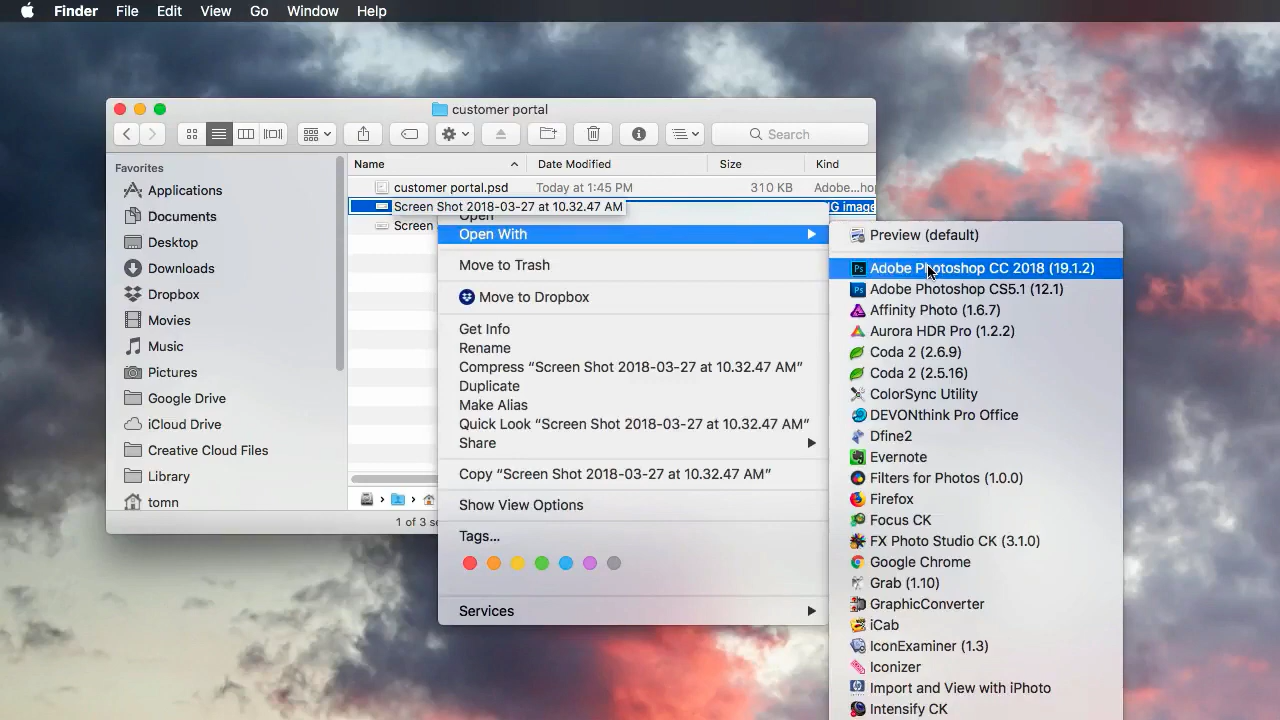 Finder File Edit View Go Window Help
customer portal
Search
Favorites
Applications
Documents
Desktop
Downloads
Dropbox
Movies
Music
Pictures
Google Drive
iCloud Drive
Creative Cloud Files
Library
tomn
Name Date Modified Size Kind
customer portal.psd Today at 1:45 PM 310 KB Adobe...ho
Screen Shot 2018-03-27 at 10.32.47 AM G image
Screen
1 of 3 se
Open
Open With
Move to Trash
Move to Dropbox
Get Info
Rename
Compress “Screen Shot 2018-03-27 at 10.32.47 AM”
Duplicate
Make Alias
Quick Look “Screen Shot 2018-03-27 at 10.32.47 AM”
Share
Copy “Screen Shot 2018-03-27 at 10.32.47 AM”
Show View Options
Tags...
Services
Preview (default)
Adobe Photoshop CC 2018 (19.1.2)
Adobe Photoshop CS5.1 (12.1)
Affinity Photo (1.6.7)
Aurora HDR Pro (1.2.2)
Coda 2 (2.6.9)
Coda 2 (2.5.16)
ColorSync Utility
DEVONthink Pro Office
Dfine2
Evernote
Filters for Photos (1.0.0)
Firefox
Focus CK
FX Photo Studio CK (3.1.0)
Google Chrome
Grab (1.10)
GraphicConverter
iCab
IconExaminer (1.3)
Iconizer
Import and View with iPhoto
Intensify CK